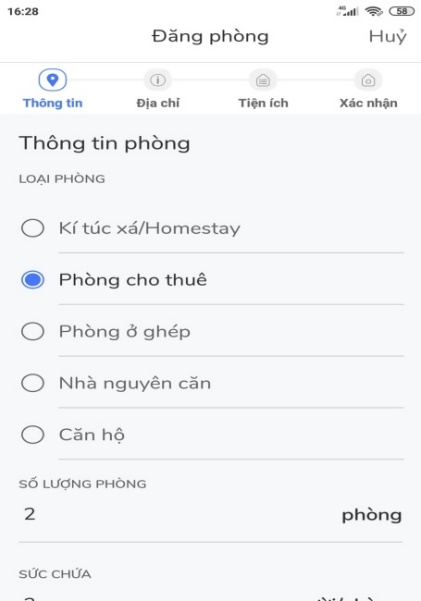 16:28 4G 58
Đăng phòng Huỷ
Thông tin Địa chỉ Tiện ích Xác nhận
Thông tin phòng
LOẠI PHÒNG
Kí túc xá/Homestay
Phòng cho thuê
Phòng ở ghép
Nhà nguyên căn
Căn hộ
SỐ LƯỢNG PHÒNG
2 phòng
SỨC CHỨA